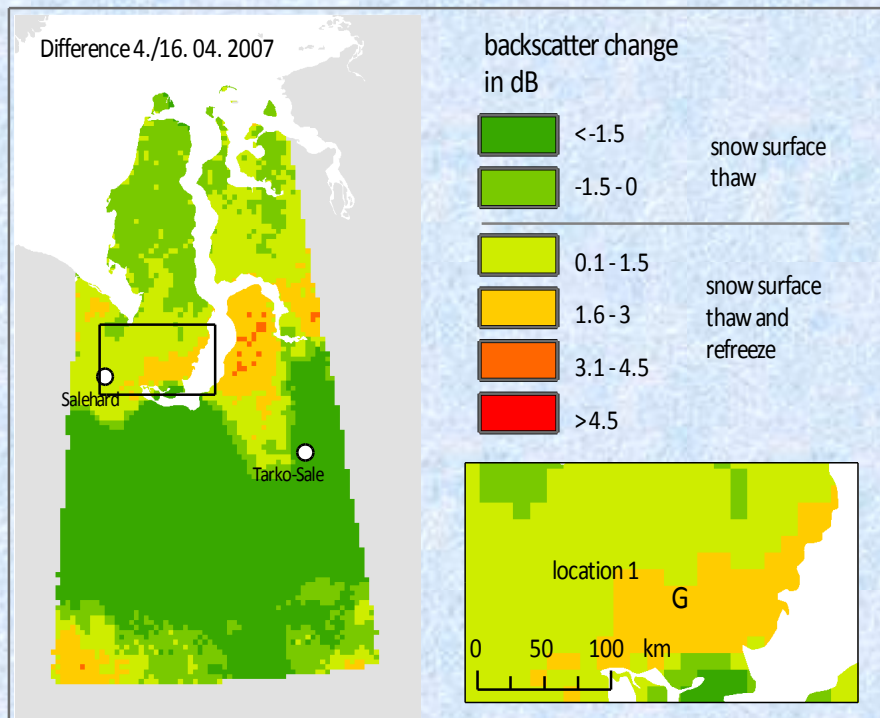 Difference 4./16. 04. 2007
Salehard
Tarko-Sale
backscatter change
in dB
<-1.5
-1.5 - 0
snow surface
thaw
0.1 - 1.5
1.6 - 3
3.1 - 4.5
>4.5
snow surface
thaw and
refreeze
location 1
G
0 50 100 km